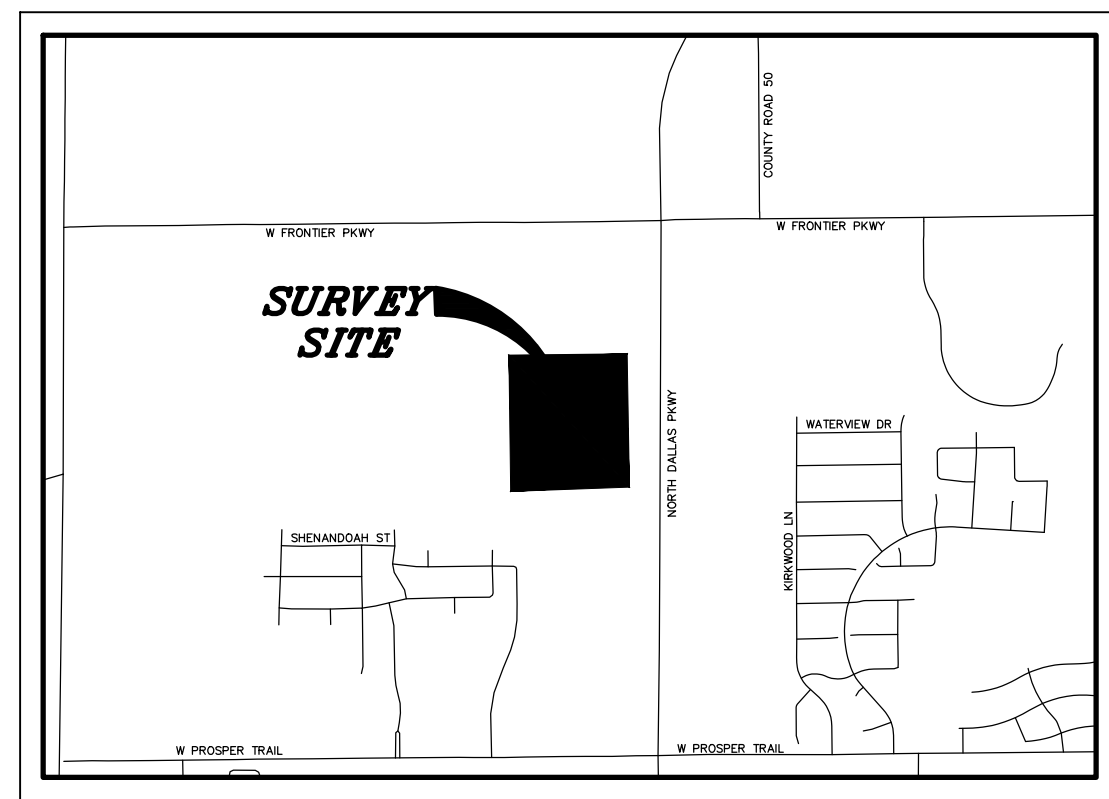 COUNTY ROAD 50
W FRONTIER PKWY
W FRONTIER PKWY
SURVEY
SITE
NORTH DALLAS PKWY
WATERVIEW DR
KIRKWOOD LN
SHENANDOAH ST
W PROSPER TRAIL
W PROSPER TRAIL